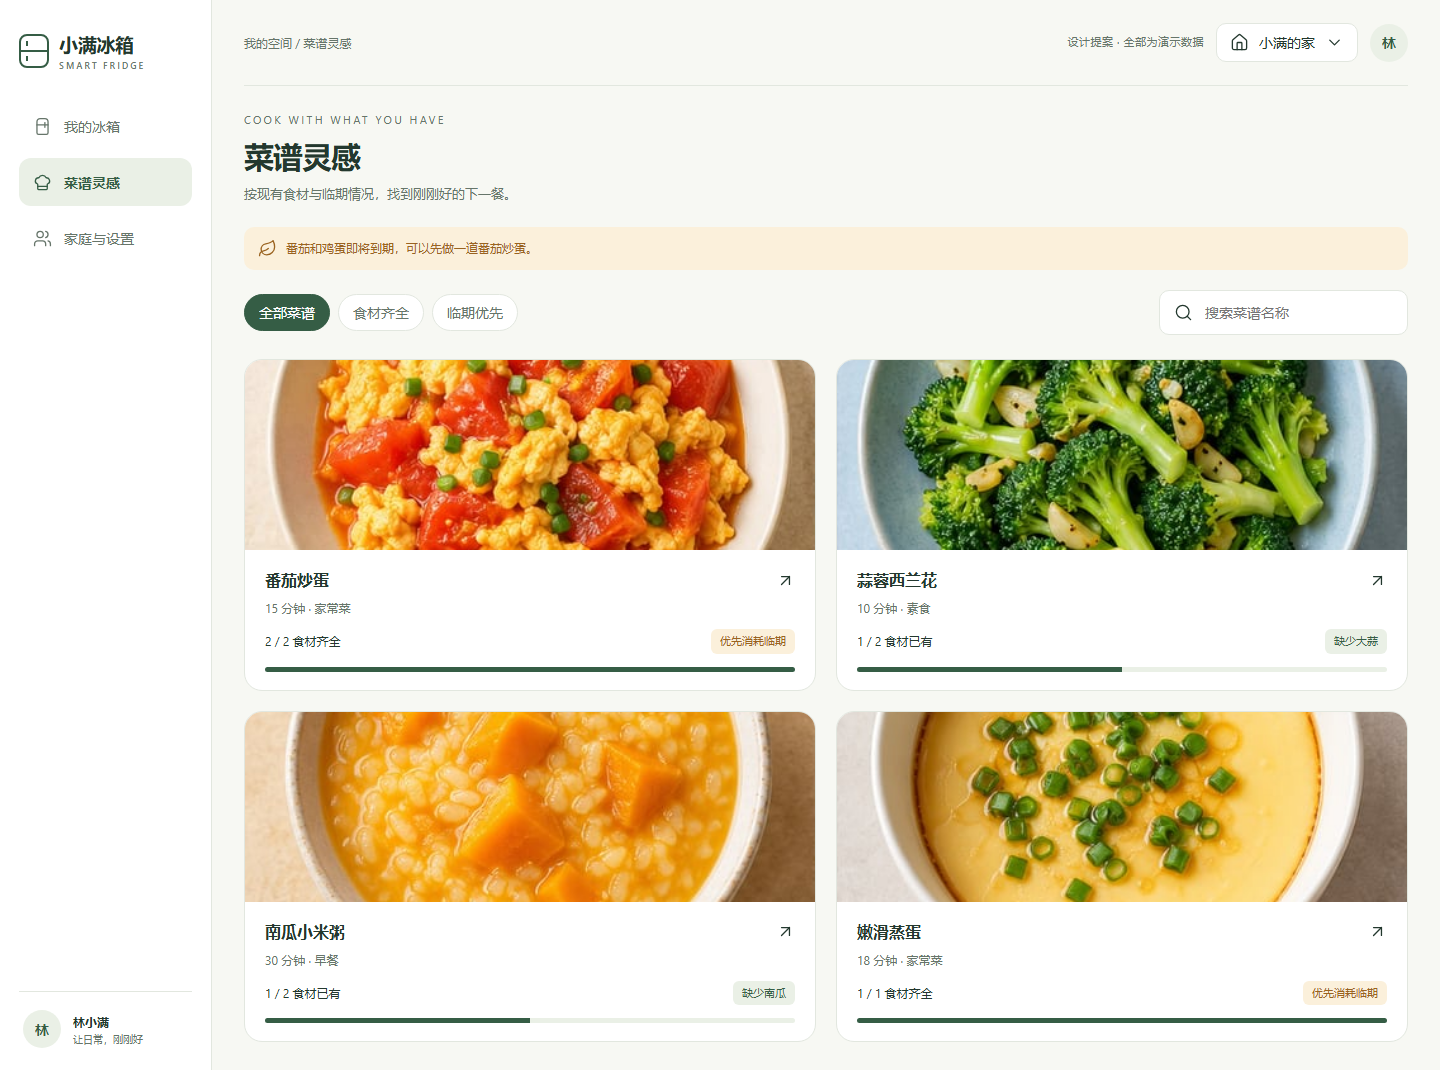 小满冰箱
SMART FRIDGE
我的冰箱
菜谱灵感
家庭与设置
林
林小满
让日常，刚刚好
我的空间 / 菜谱灵感
设计提案 · 全部为演示数据
小满的家
林
COOK WITH WHAT YOU HAVE
菜谱灵感
按现有食材与临期情况，找到刚刚好的下一餐。
番茄和鸡蛋即将到期，可以先做一道番茄炒蛋。
全部菜谱
食材齐全
临期优先
搜索菜谱名称
番茄炒蛋
15 分钟 · 家常菜
2 / 2 食材齐全
优先消耗临期
蒜蓉西兰花
10 分钟 · 素食
1 / 2 食材已有
缺少大蒜
南瓜小米粥
30 分钟 · 早餐
1 / 2 食材已有
缺少南瓜
嫩滑蒸蛋
18 分钟 · 家常菜
1 / 1 食材齐全
优先消耗临期